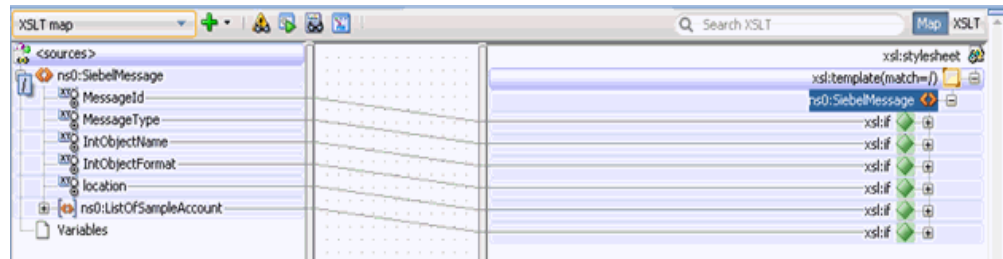 XSLT map
Search XSLT
Map XSLT
<sources>
ns0:SiebelMessage
MessageId
MessageType
IntObjectName
IntObjectFormat
location
ns0:ListOfSampleAccount
Variables
xsl:stylesheet
xsl:template(match=/)
ns0:SiebelMessage
xsl:if
xsl:if
xsl:if
xsl:if
xsl:if
xsl:if